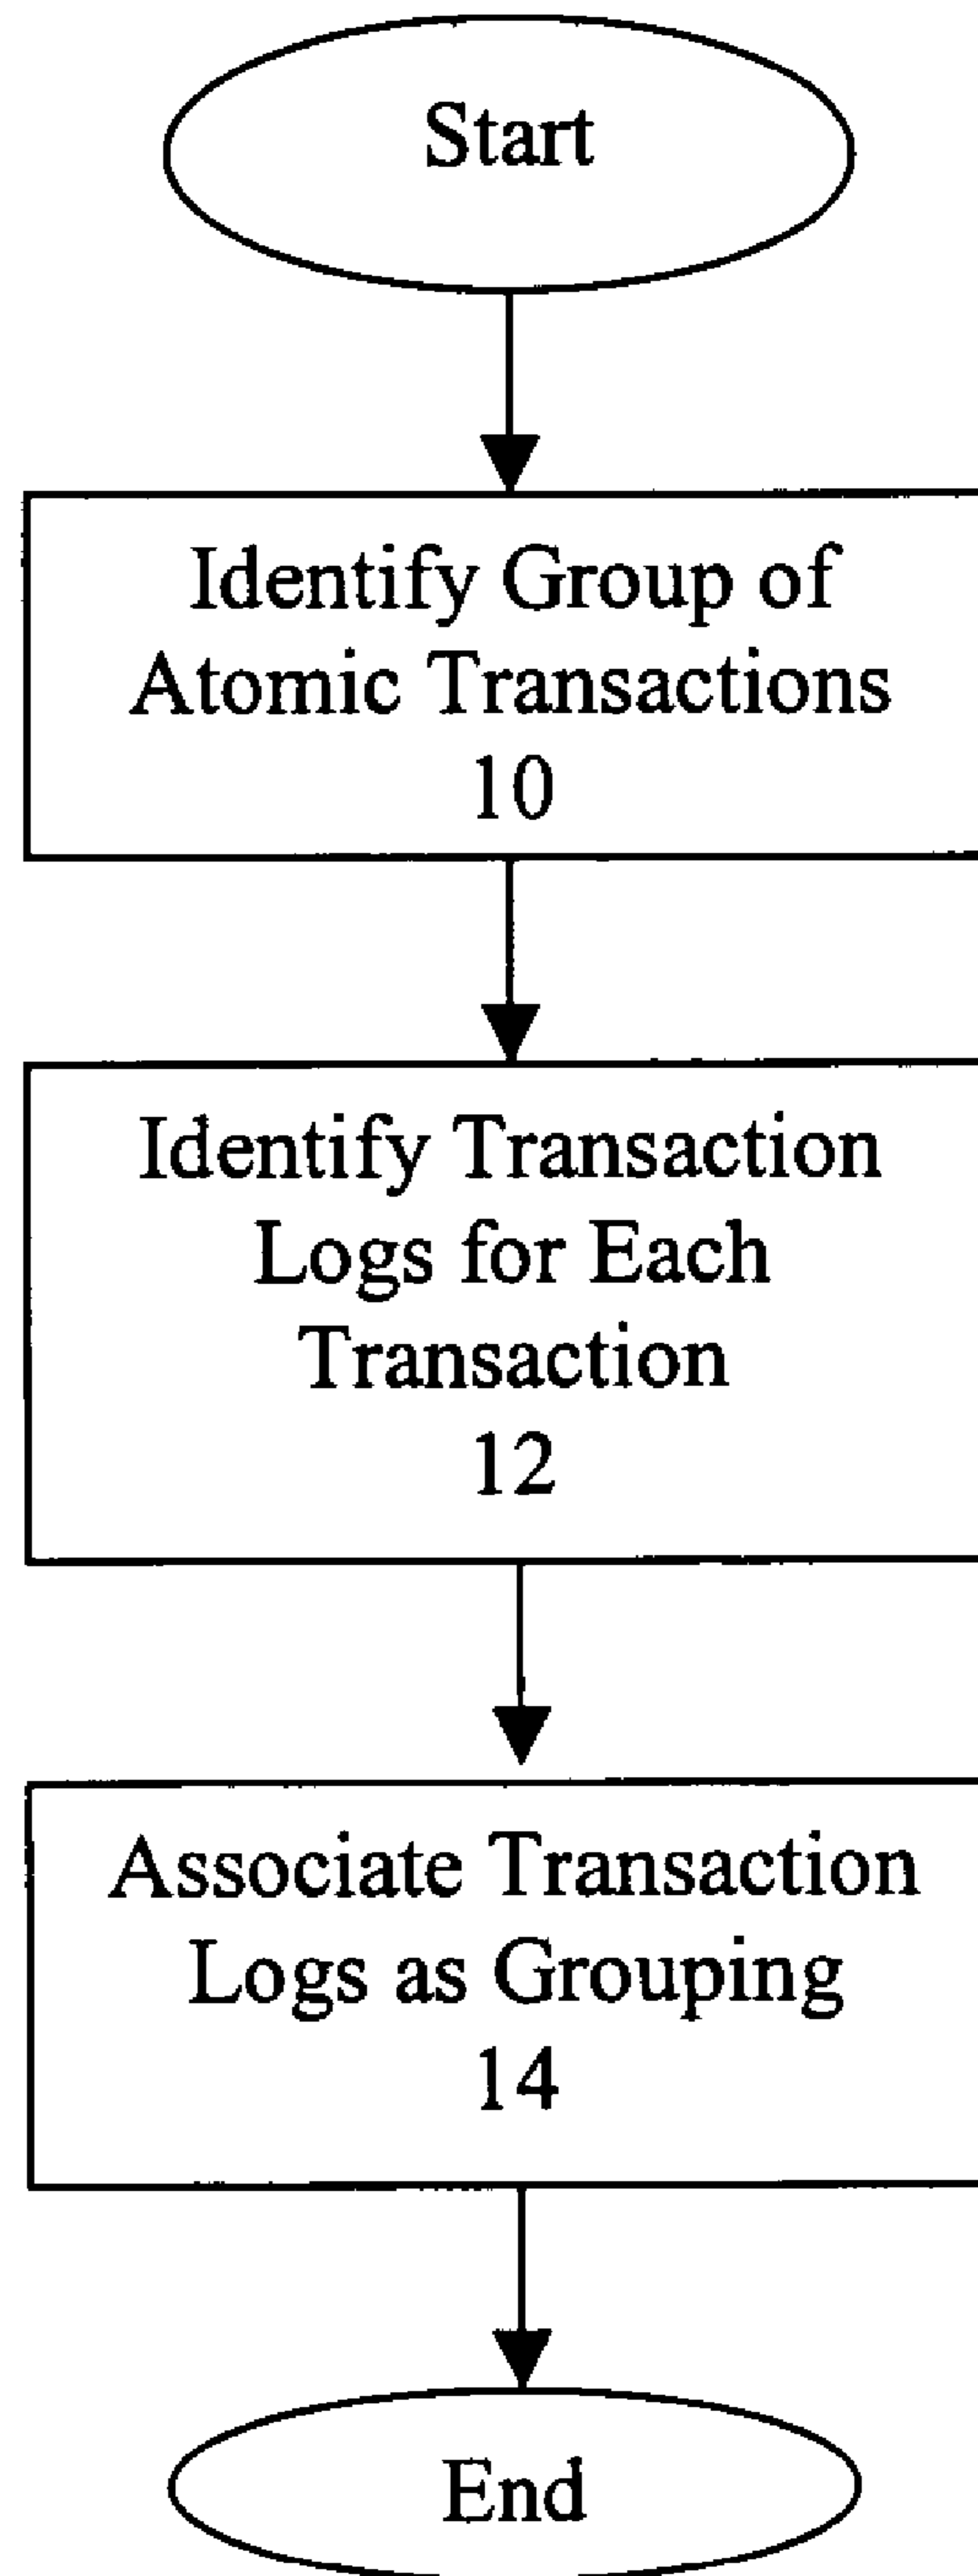 Start
Identify Group of
Atomic Transactions
10
Identify Transaction
Logs for Each
Transaction
12
Associate Transaction
Logs as Grouping
14
End